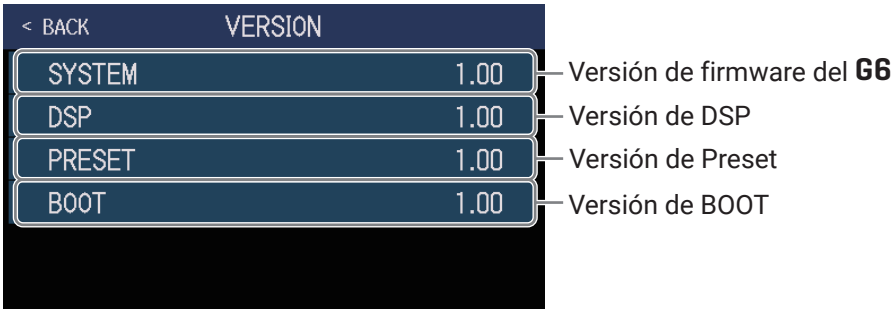 < BACK VERSION
SYSTEM 1.00 Versión de firmware del G6
DSP 1.00 Versión de DSP
PRESET 1.00 Versión de Preset
BOOT 1.00 Versión de BOOT